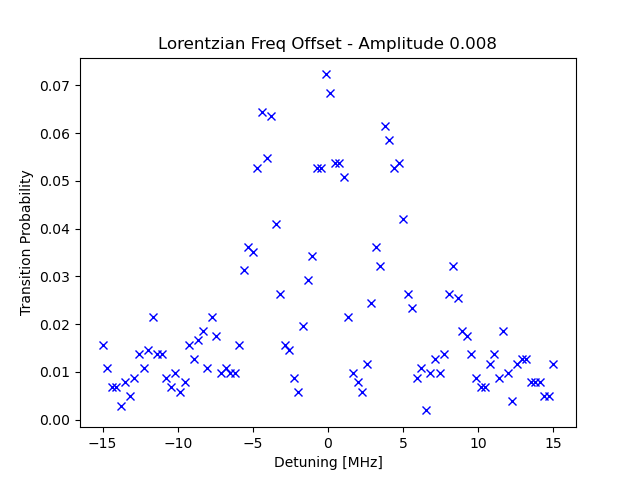 Lorentzian Freq Offset - Amplitude 0.008
Transition Probability
0.07
0.06
0.05
0.04
0.03
0.02
0.01
0.00
−15 −10 −5 0 5 10 15
Detuning [MHz]